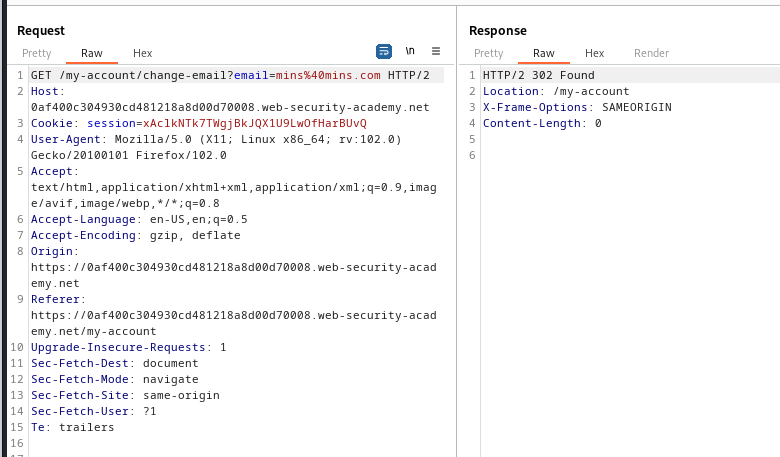 Request
Pretty Raw Hex
\n
1 GET /my-account/change-email?email=mins%40mins.com HTTP/2
2 Host:
0af400c304930cd481218a8d00d70008.web-security-academy.net
3 Cookie: session=xAclkNTk7TWgjBkJQX1U9LwOfHarBUvQ
4 User-Agent: Mozilla/5.0 (X11; Linux x86_64; rv:102.0)
Gecko/20100101 Firefox/102.0
5 Accept:
text/html,application/xhtml+xml,application/xml;q=0.9,imag
e/avif,image/webp,*/*;q=0.8
6 Accept-Language: en-US,en;q=0.5
7 Accept-Encoding: gzip, deflate
8 Origin:
https://0af400c304930cd481218a8d00d70008.web-security-acad
emy.net
9 Referer:
https://0af400c304930cd481218a8d00d70008.web-security-acad
emy.net/my-account
10 Upgrade-Insecure-Requests: 1
11 Sec-Fetch-Dest: document
12 Sec-Fetch-Mode: navigate
13 Sec-Fetch-Site: same-origin
14 Sec-Fetch-User: ?1
15 Te: trailers
16
17
Response
Pretty Raw Hex Render
1 HTTP/2 302 Found
2 Location: /my-account
3 X-Frame-Options: SAMEORIGIN
4 Content-Length: 0
5
6